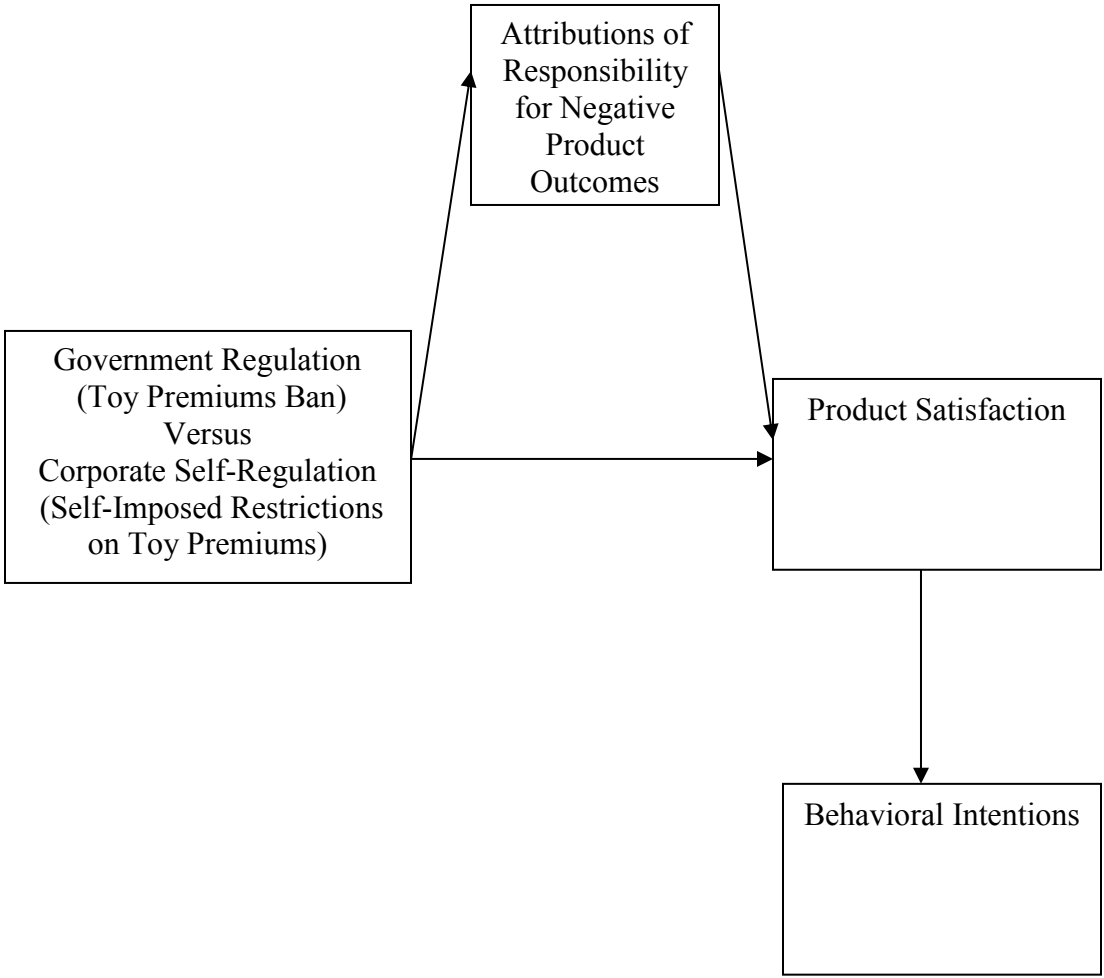 Attributions of
Responsibility
for Negative
Product
Outcomes
Government Regulation
(Toy Premiums Ban)
Versus
Corporate Self-Regulation
(Self-Imposed Restrictions
on Toy Premiums)
Product Satisfaction
Behavioral Intentions